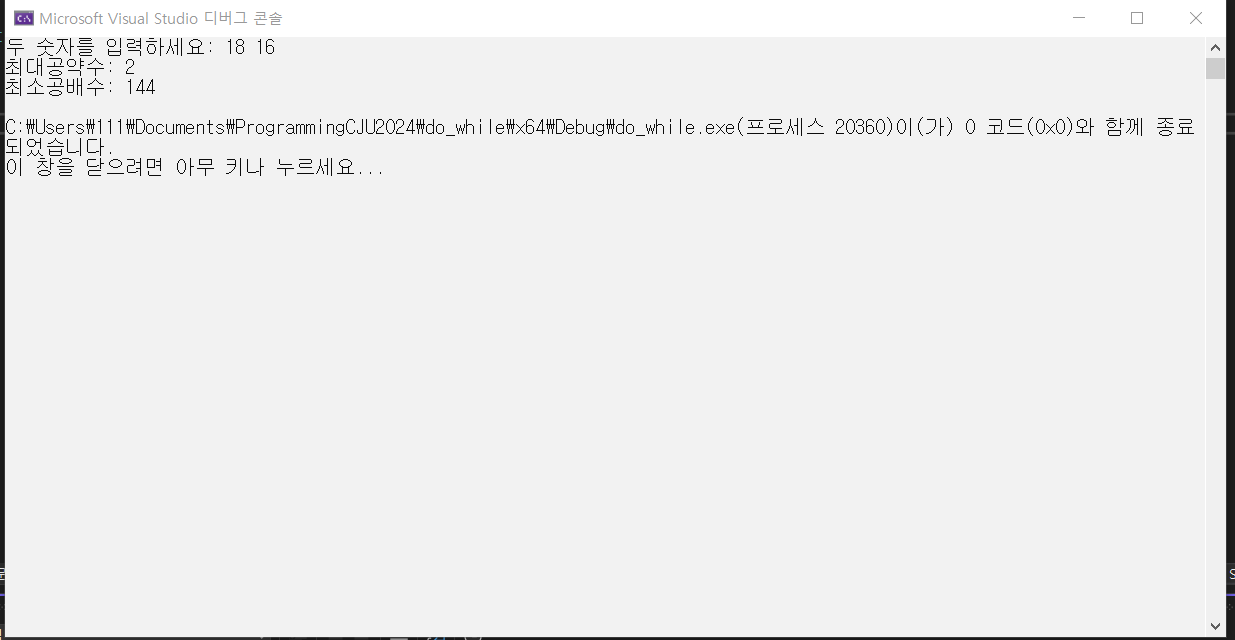 Microsoft Visual Studio 디버그 콘솔
두 숫자를 입력하세요: 18 16
최대공약수: 2
최소공배수: 144
C:₩Users₩111₩Documents₩ProgrammingCJU2024₩do_while₩x64₩Debug₩do_while.exe(프로세스 20360)이(가) 0 코드(0x0)와 함께 종료
되었습니다.
이 창을 닫으려면 아무 키나 누르세요...